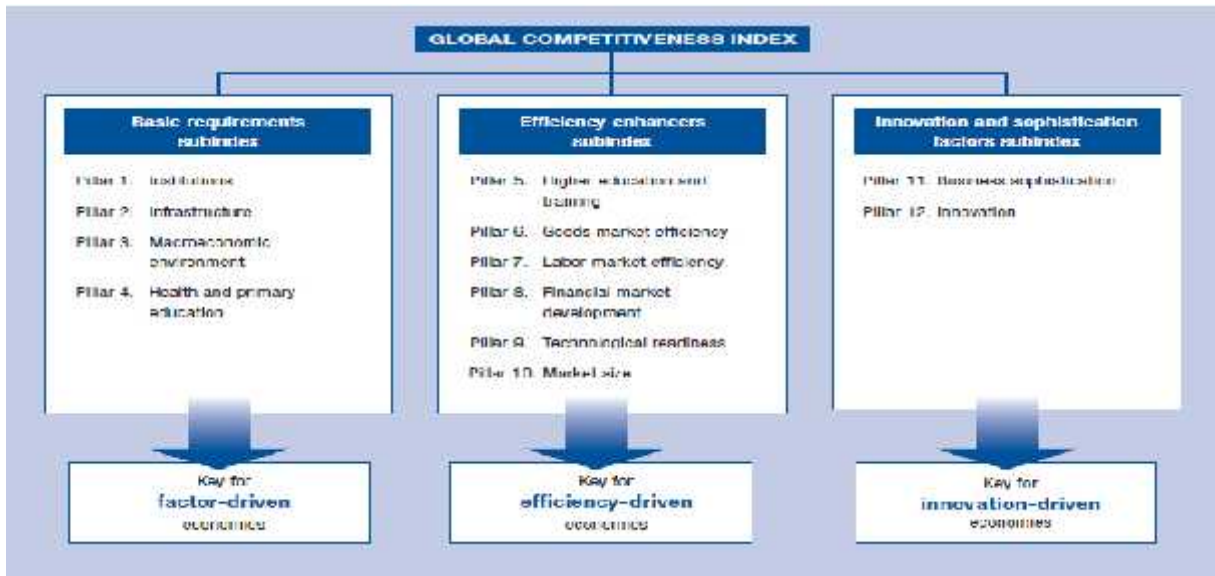 GLOBAL COMPETITIVENESS INDEX
Basic requirements
subindex
Pillar 1. Institutions
Pillar 2. Infrastructure
Pillar 3. Macroeconomic
environment
Pillar 4. Health and primary
education
Key for
factor-driven
economies
Efficiency enhancers
subindex
Pillar 5. Higher education and
training
Pillar 6. Goods market efficiency
Pillar 7. Labor market efficiency
Pillar 8. Financial market
development
Pillar 9. Technological readiness
Pillar 10. Market size
Key for
efficiency-driven
economies
Innovation and sophistication
factors subindex
Pillar 11. Business sophistication
Pillar 12. Innovation
Key for
innovation-driven
economies